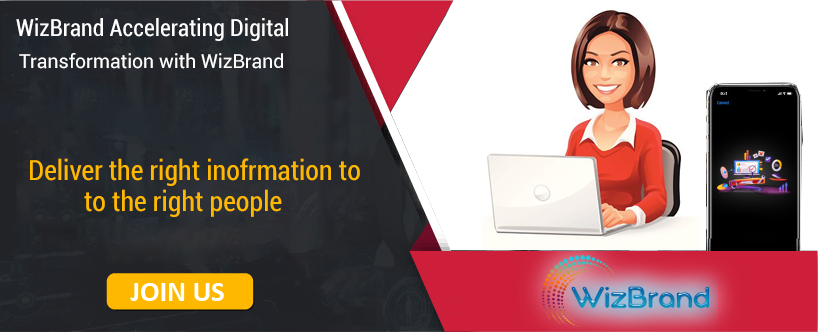 WizBrand Accelerating Digital
Transformation with WizBrand
Deliver the right inofrmation to
to the right people
JOIN US
WizBrand